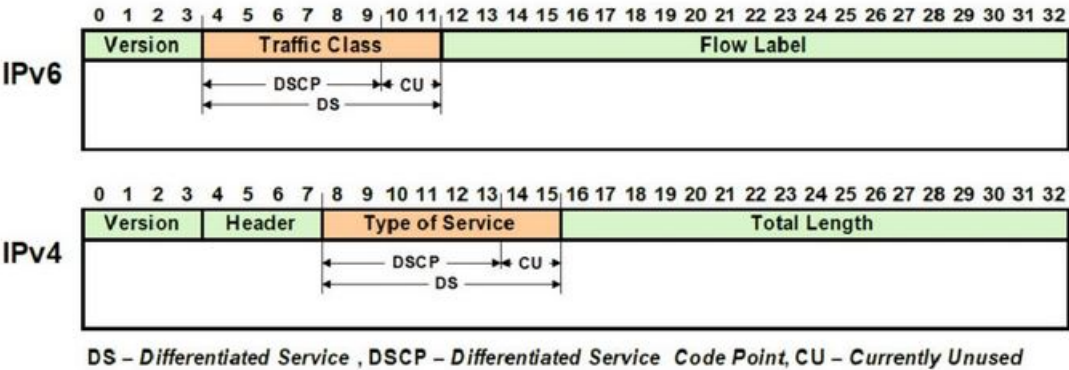 0 1 2 3 4 5 6 7 8 9 10 11 12 13 14 15 16 17 18 19 20 21 22 23 24 25 26 27 28 29 30 31 32
Version Traffic Class Flow Label
IPv6
DSCP CU
DS
0 1 2 3 4 5 6 7 8 9 10 11 12 13 14 15 16 17 18 19 20 21 22 23 24 25 26 27 28 29 30 31 32
Version Header Type of Service Total Length
IPv4
DSCP CU
DS
DS – Differentiated Service , DSCP – Differentiated Service Code Point, CU – Currently Unused